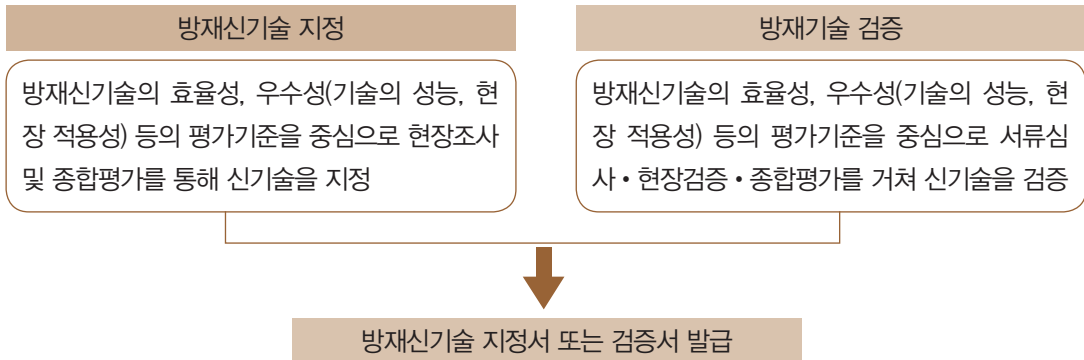 방재신기술 지정
방재신기술의 효율성, 우수성(기술의 성능, 현
장 적용성) 등의 평가기준을 중심으로 현장조사
및 종합평가를 통해 신기술을 지정
방재기술 검증
방재신기술의 효율성, 우수성(기술의 성능, 현
장 적용성) 등의 평가기준을 중심으로 서류심
사 • 현장검증 • 종합평가를 거쳐 신기술을 검증
방재신기술 지정서 또는 검증서 발급